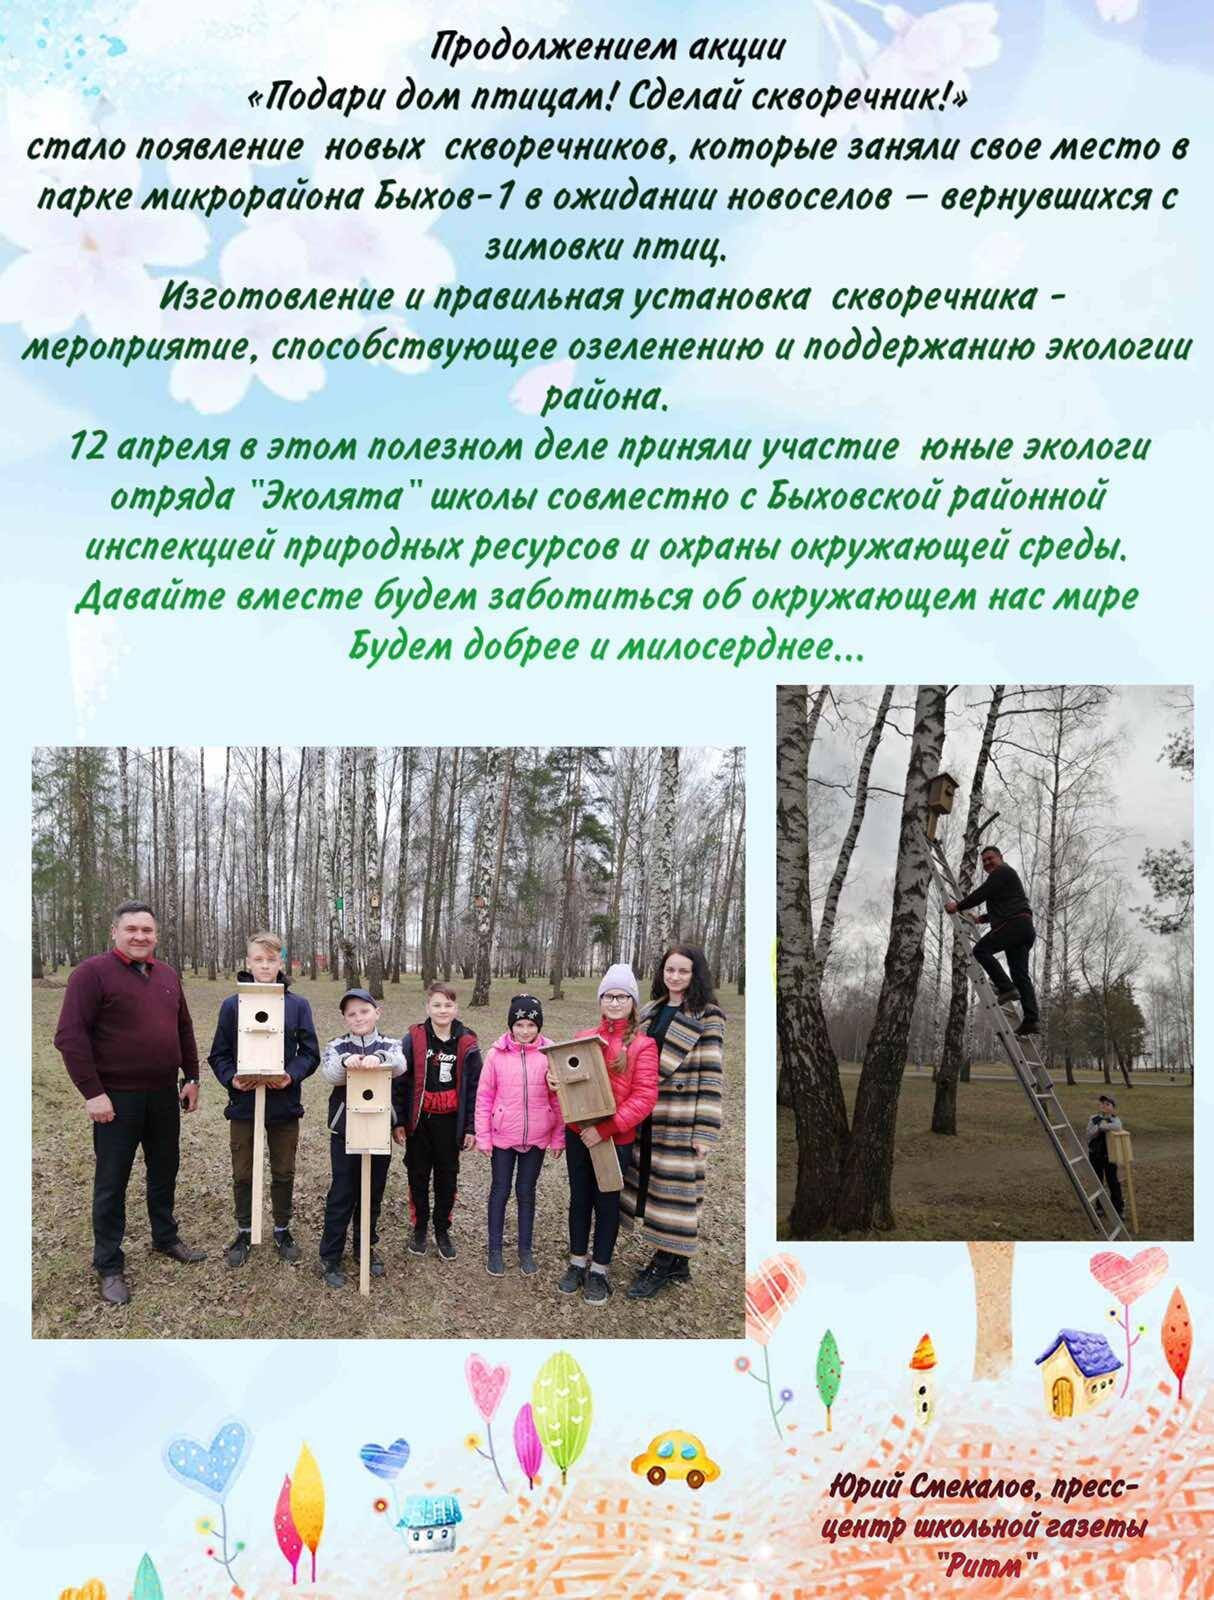 Продолжением акции
«Подари дом птицам! Сделай скворечник!»
стало появление новых скворечников, которые заняли свое место в
парке микрорайона Быхов-1 в ожидании новоселов – вернувшихся с
зимовки птиц.
Изготовление и правильная установка скворечника -
мероприятие, способствующее озеленению и поддержанию экологии
района.
12 апреля в этом полезном деле приняли участие юные экологи
отряда "Эколята" школы совместно с Быховской районной
инспекцией природных ресурсов и охраны окружающей среды.
Давайте вместе будем заботиться об окружающем нас мире
Будем добрее и милосерднее...
Юрий Смекалов, пресс-
центр школьной газеты
"Ритм"